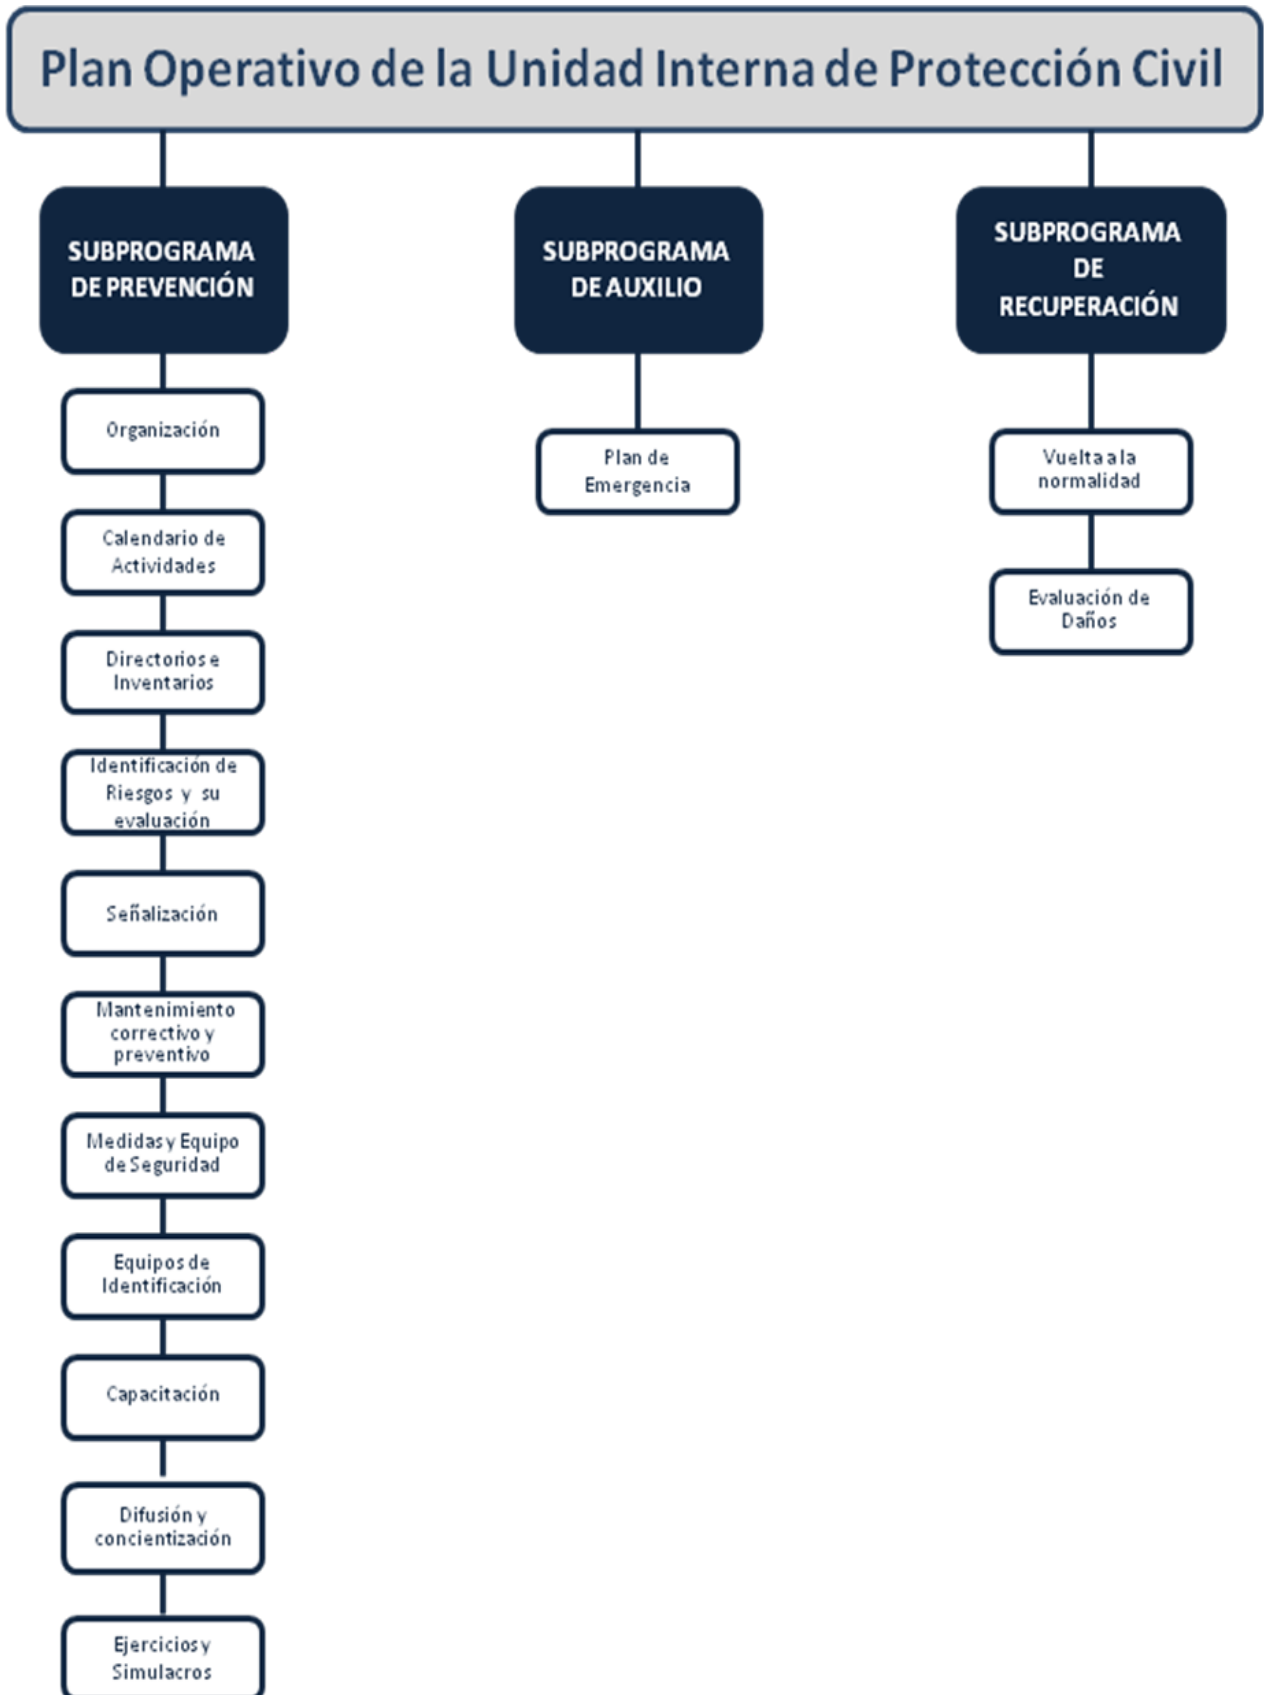 Plan Operativo de la Unidad Interna de Protección Civil
SUBPROGRAMA
DE PREVENCIÓN
Organización
Calendario de
Actividades
Directorios e
Inventarios
Identificación de
Riesgos y su
evaluación
Señalización
Mantenimiento
correctivo y
preventivo
Medidas y Equipo
de Seguridad
Equipos de
Identificación
Capacitación
Difusión y
concientización
Ejercicios y
Simulacros
SUBPROGRAMA
DE AUXILIO
Plan de
Emergencia
SUBPROGRAMA
DE
RECUPERACIÓN
Vuelta a la
normalidad
Evaluación de
Daños